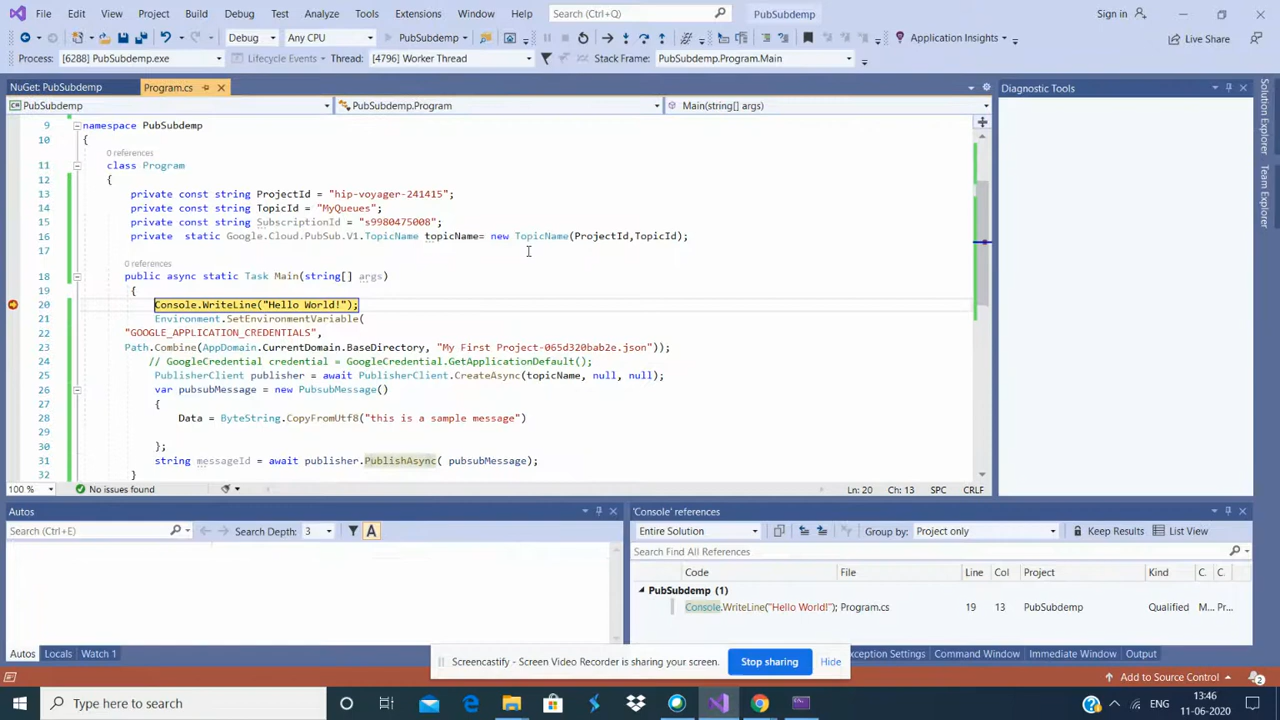 File Edit View Project Build Debug Test Analyze Tools Extensions Window Help Search (Ctrl+Q) PubSubdemp Sign in
Debug Any CPU PubSubdemp Application Insights Live Share
Process: [6288] PubSubdemp.exe Lifecycle Events Thread: [4796] Worker Thread Stack Frame: PubSubdemp.Program.Main
NuGet: PubSubdemp Program.cs Diagnostic Tools
PubSubdemp PubSubdemp.Program Main(string[] args)
Solution Explorer
Team Explorer
9 namespace PubSubdemp
10 {
0 references
11 class Program
12 {
13 private const string ProjectId = "hip-voyager-241415";
14 private const string TopicId = "MyQueues";
15 private const string SubscriptionId = "s9980475008";
16 private static Google.Cloud.PubSub.V1.TopicName topicName= new TopicName(ProjectId,TopicId);
17
0 references
18 public async static Task Main(string[] args)
19 {
20 Console.WriteLine("Hello World!");
21 Environment.SetEnvironmentVariable(
22 "GOOGLE_APPLICATION_CREDENTIALS",
23 Path.Combine(AppDomain.CurrentDomain.BaseDirectory, "My First Project-065d320bab2e.json"));
24 // GoogleCredential credential = GoogleCredential.GetApplicationDefault();
25 PublisherClient publisher = await PublisherClient.CreateAsync(topicName, null, null);
26 var pubsubMessage = new PubsubMessage()
27 {
28 Data = ByteString.CopyFromUtf8("this is a sample message")
29
30 };
31 string messageId = await publisher.PublishAsync( pubsubMessage);
32 }
100 % No issues found Ln: 20 Ch: 13 SPC CRLF
Autos
Search (Ctrl+E) Search Depth: 3 A
'Console' references
Entire Solution Group by: Project only Keep Results List View
Search Find All References
Code File Line Col Project Kind C. C.
PubSubdemp (1)
Console.WriteLine("Hello World!"); Program.cs 19 13 PubSubdemp Qualified M... Pr...
Autos Locals Watch 1 xception Settings Command Window Immediate Window Output
Screencastify - Screen Video Recorder is sharing your screen. Stop sharing Hide
Add to Source Control 2
Type here to search ENG 13:46
11-06-2020 2